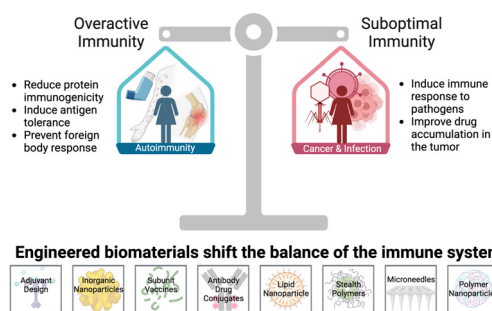 Overactive
Immunity
Suboptimal
Immunity
• Reduce protein
immunogenicity
• Induce antigen
tolerance
• Prevent foreign
body response
• Induce immune
response to
pathogens
• Improve drug
accumulation in
the tumor
Autoimmunity
Cancer & Infection
Engineered biomaterials shift the balance of the immune system
Adjuvant
Design
Inorganic
Nanoparticles
Subunit
Vaccines
Antibody
Drug
Conjugates
Lipid
Nanoparticle
Stealth
Polymers
Microneedles
Polymer
Nanoparticle